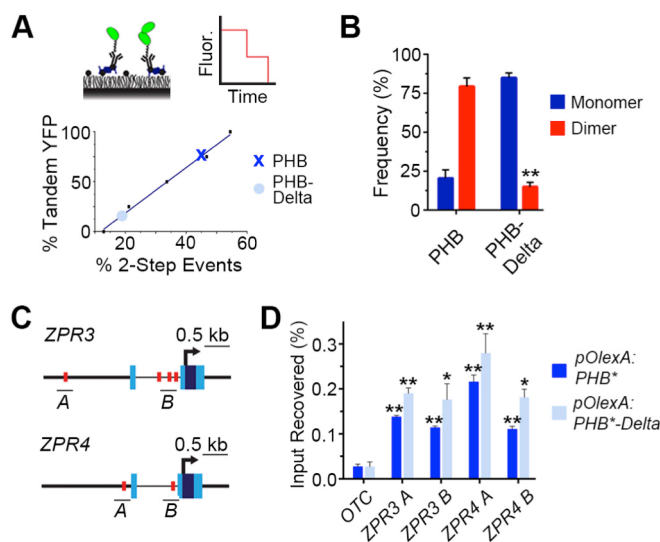 A
Fluor.
Time
% Tandem YFP
100
50
0
0
20
40
60
% 2-Step Events
PHB
PHB-
Delta
B
Frequency (%)
100
75
50
25
0
PHB
PHB-
Delta
**
Monomer
Dimer
C
ZPR3
0.5 kb
A
B
ZPR4
0.5 kb
A
B
D
Input Recovered (%)
0.3
0.2
0.1
0.0
**
**
**
*
**
**
**
*
OTC
ZPR3 A
ZPR3 B
ZPR4 A
ZPR4 B
pOlexA:
PHB*
pOlexA:
PHB*-Delta